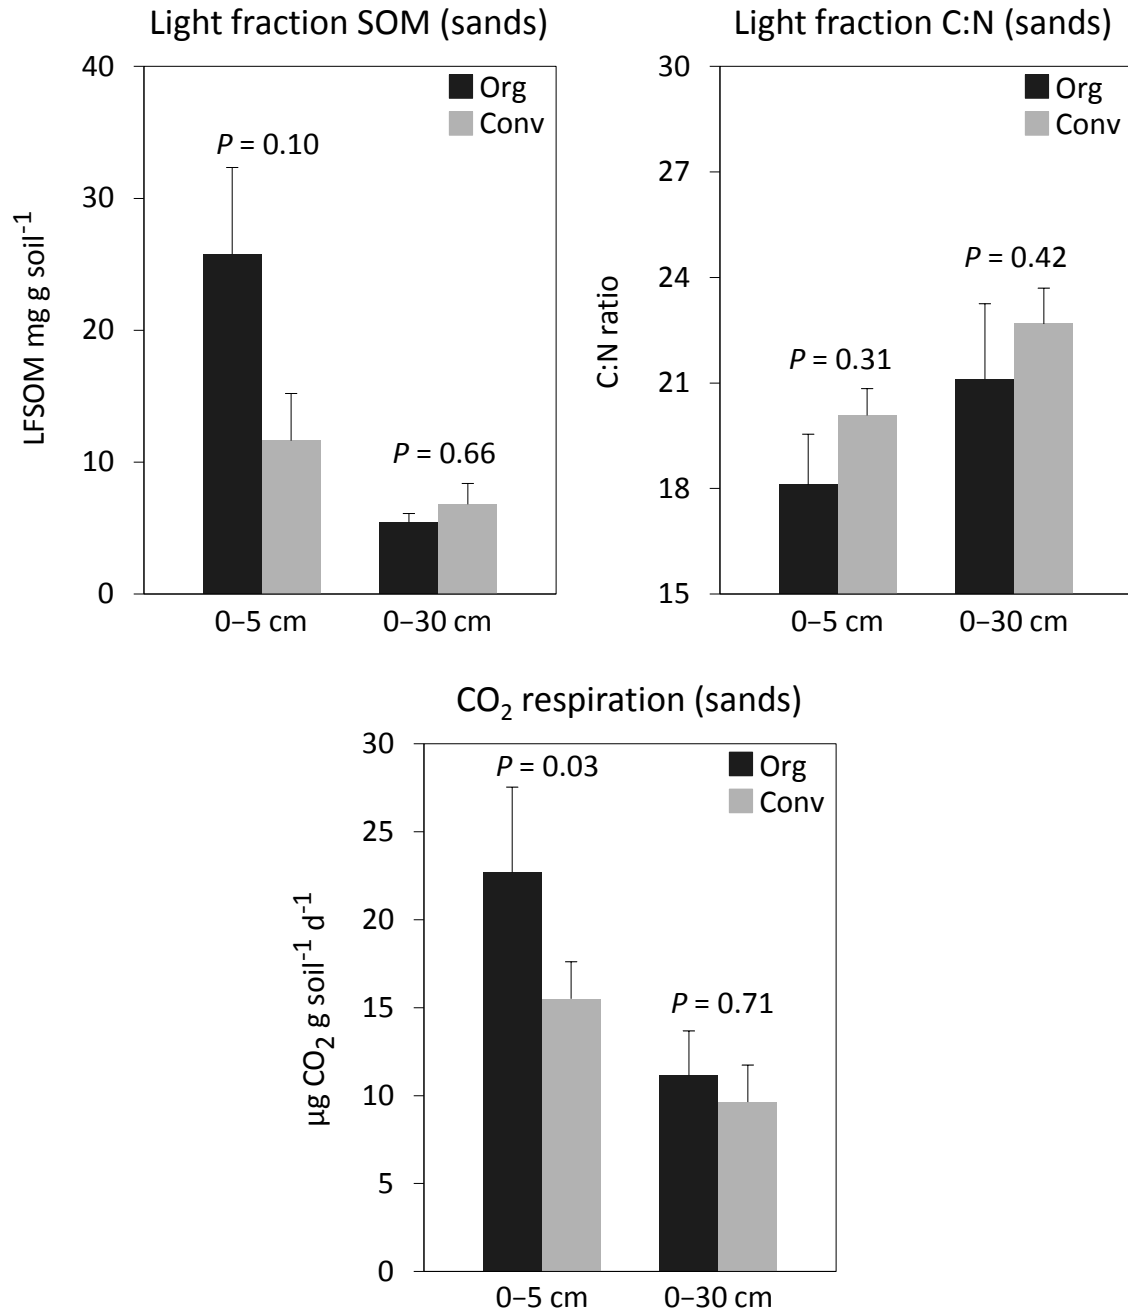 Light fraction SOM (sands)
40
30
20
10
0
LFSOM mg g soil⁻¹
Org
Conv
P = 0.10
P = 0.66
0–5 cm
0–30 cm
Light fraction C:N (sands)
30
27
24
21
18
15
C:N ratio
Org
Conv
P = 0.31
P = 0.42
0–5 cm
0–30 cm
CO₂ respiration (sands)
30
25
20
15
10
5
0
µg CO₂ g soil⁻¹ d⁻¹
Org
Conv
P = 0.03
P = 0.71
0–5 cm
0–30 cm